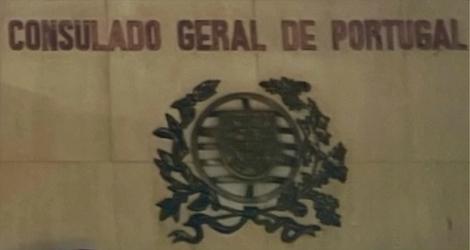 CONSULADO GERAL DE PORTUGAL